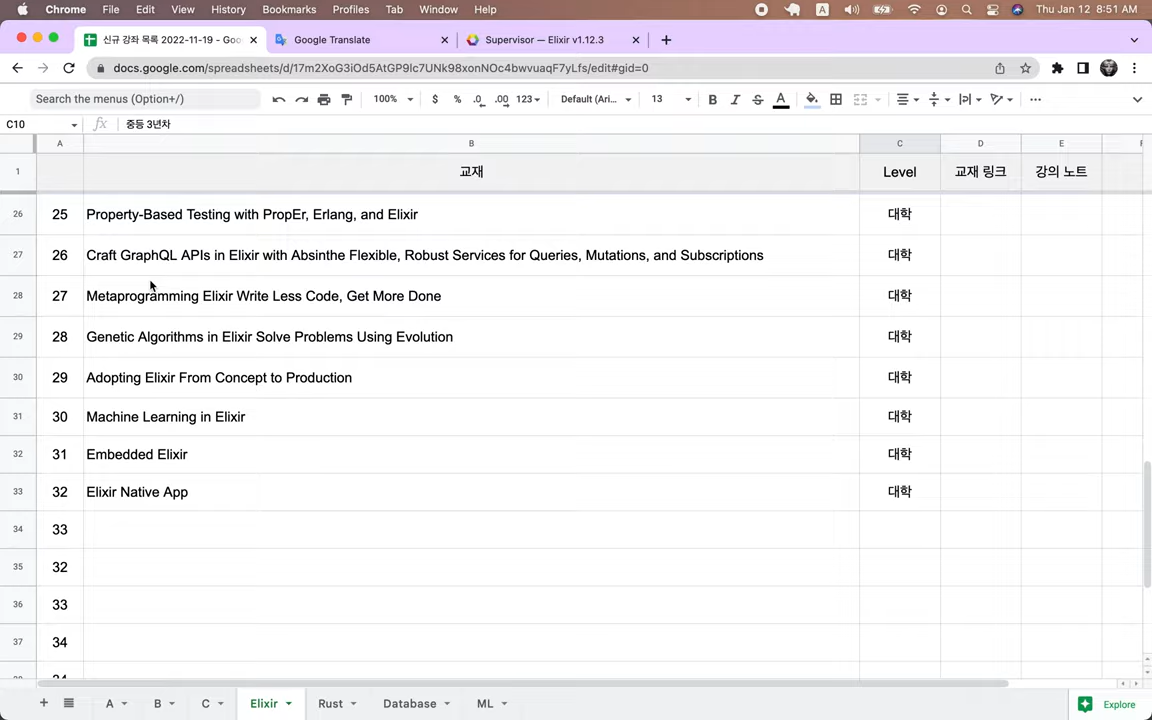 Chrome File Edit View History Bookmarks Profiles Tab Window Help A Thu Jan 12 8:51 AM
신규 강좌 목록 2022-11-19 - Goo Google Translate Supervisor — Elixir v1.12.3
docs.google.com/spreadsheets/d/17m2XoG3iOd5AtGP9lc7UNk98xonNOc4bwvuaqF7yLfs/edit#gid=0
Search the menus (Option+/) 100% $ % .0 .00 123 Default (Ari... 13 B I S A
C10 fx 중등 3년차
A B C D E F
1 교재 Level 교재 링크 강의 노트
26 25 Property-Based Testing with PropEr, Erlang, and Elixir 대학
27 26 Craft GraphQL APIs in Elixir with Absinthe Flexible, Robust Services for Queries, Mutations, and Subscriptions 대학
28 27 Metaprogramming Elixir Write Less Code, Get More Done 대학
29 28 Genetic Algorithms in Elixir Solve Problems Using Evolution 대학
30 29 Adopting Elixir From Concept to Production 대학
31 30 Machine Learning in Elixir 대학
32 31 Embedded Elixir 대학
33 32 Elixir Native App 대학
34 33
35 32
36 33
37 34
38 34
A B C Elixir Rust Database ML Explore